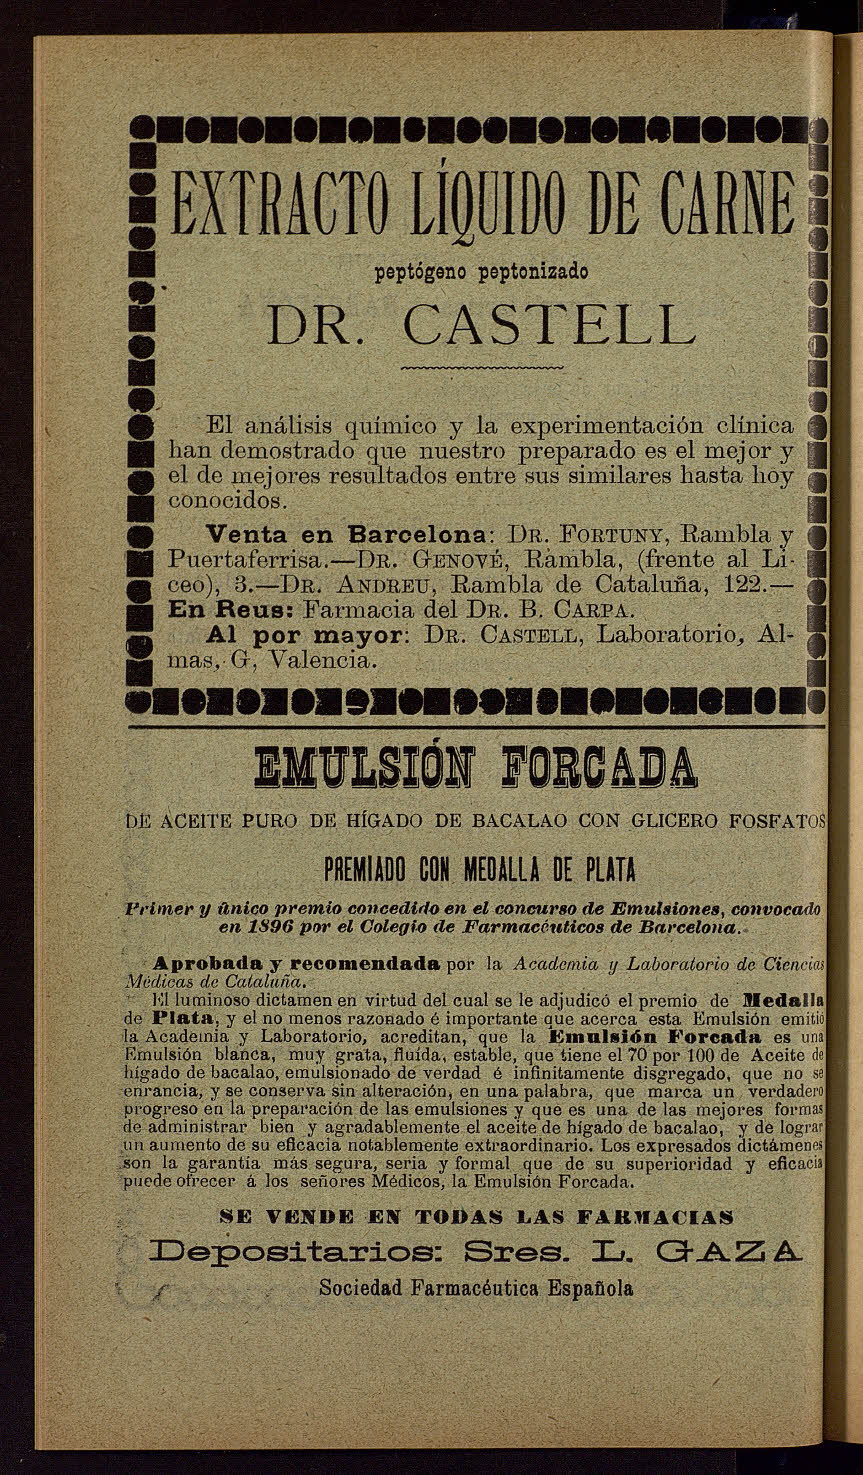 EXTRACTO LÍQUIDO DE CARNE
peptógeno peptonizado
DR. CASTELL
El análisis químico y la experimentación clínica
han demostrado que nuestro preparado es el mejor y
el de mejores resultados entre sus similares hasta hoy
conocidos.
Venta en Barcelona: DR. FORTUNY, Rambla y
Puertaferrisa.—DR. GENOVÉ, Rambla, (frente al Li-
ceo), 3.—DR. ANDREU, Rambla de Cataluña, 122.—
En Reus: Farmacia del DR. B. CARPA.
Al por mayor: DR. CASTELL, Laboratorio, Al-
mas, G, Valencia.
EMULSIÓN FORCADA
DE ACEITE PURO DE HÍGADO DE BACALAO CON GLICERO FOSFATOS
PREMIADO CON MEDALLA DE PLATA
Primer y único premio concedido en el concurso de Emulsiones, convocado
en 1896 por el Colegio de Farmacéuticos de Barcelona.
Aprobada y recomendada por la Academia y Laboratorio de Ciencias
Médicas de Cataluña.
El luminoso dictamen en virtud del cual se le adjudicó el premio de Medalla
de Plata, y el no menos razonado é importante que acerca esta Emulsión emitió
la Academia y Laboratorio, acreditan, que la Emulsión Forcada es una
Emulsión blanca, muy grata, fluída, estable, que tiene el 70 por 100 de Aceite de
hígado de bacalao, emulsionado de verdad é infinitamente disgregado, que no se
enrancia, y se conserva sin alteración, en una palabra, que marca un verdadero
progreso en la preparación de las emulsiones y que es una de las mejores formas
de administrar bien y agradablemente el aceite de hígado de bacalao, y de lograr
un aumento de su eficacia notablemente extraordinario. Los expresados dictámenes
son la garantía más segura, seria y formal que de su superioridad y eficacia
puede ofrecer á los señores Médicos, la Emulsión Forcada.
SE VENDE EN TODAS LAS FARMACIAS
Depositarios: Sres. L. GAZA
Sociedad Farmacéutica Española